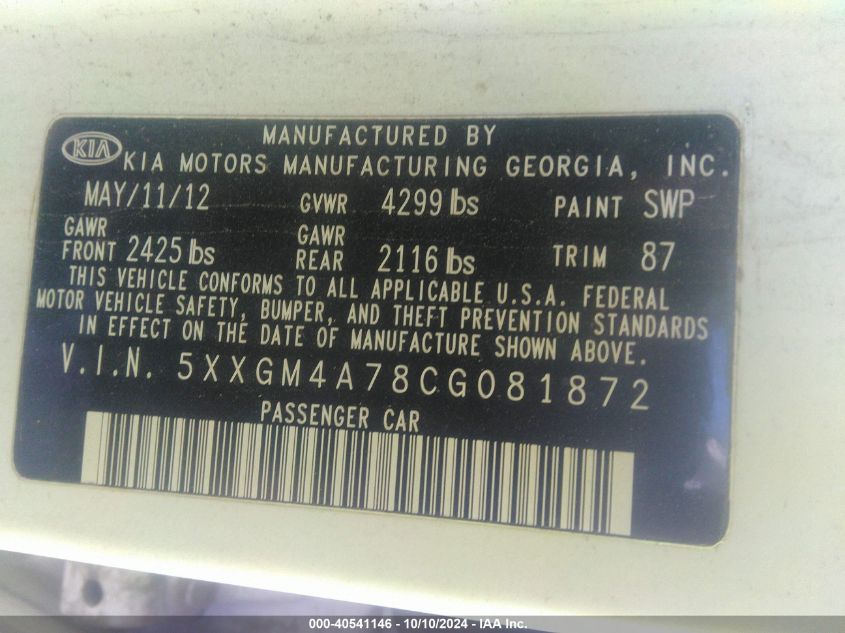 MANUFACTURED BY
KIA KIA MOTORS MANUFACTURING GEORGIA, INC.
MAY/11/12 GVWR 4299 lbs PAINT SWP
GAWR FRONT 2425 lbs GAWR REAR 2116 lbs TRIM 87
THIS VEHICLE CONFORMS TO ALL APPLICABLE U.S.A. FEDERAL
MOTOR VEHICLE SAFETY, BUMPER, AND THEFT PREVENTION STANDARDS
IN EFFECT ON THE DATE OF MANUFACTURE SHOWN ABOVE.
V.I.N. 5XXGM4A78CG081872
PASSENGER CAR
000-40541146 - 10/10/2024 - IAA Inc.